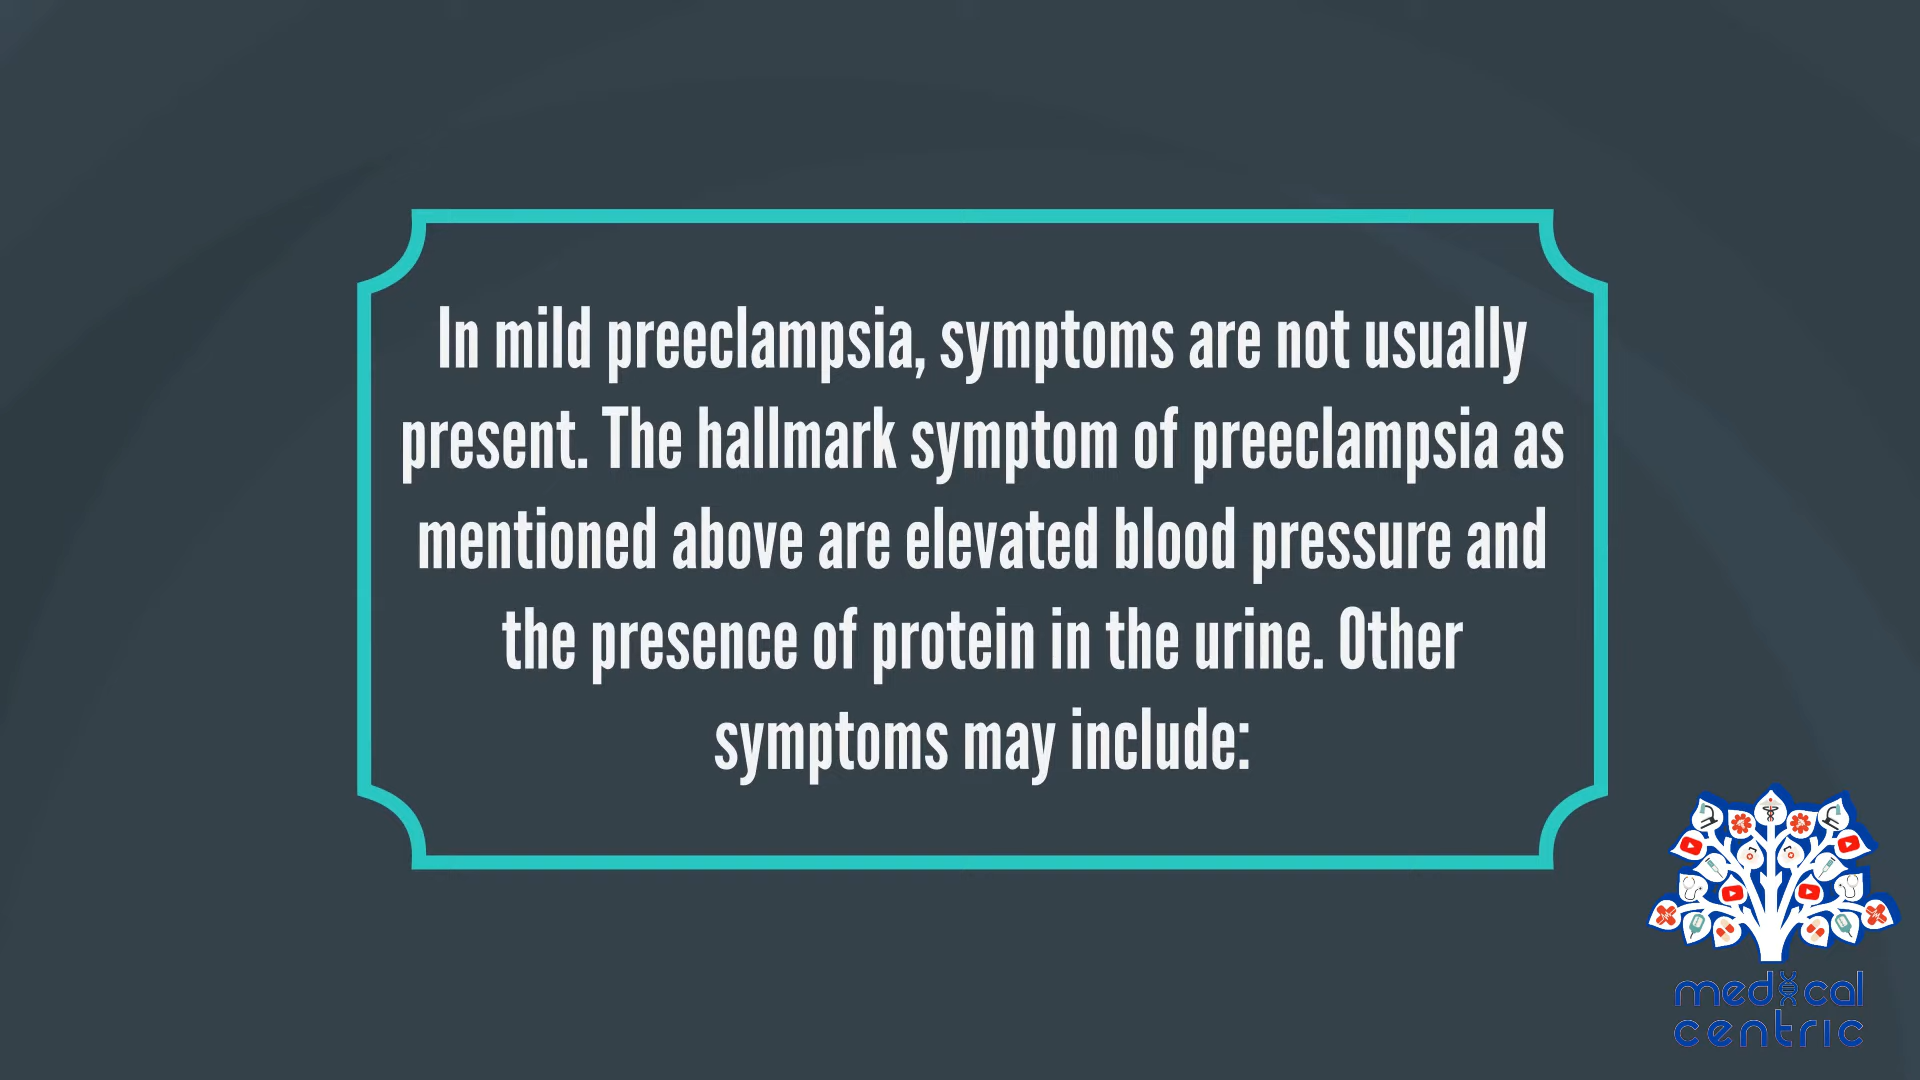 In mild preeclampsia, symptoms are not usually
present. The hallmark symptom of preeclampsia as
mentioned above are elevated blood pressure and
the presence of protein in the urine. Other
symptoms may include:
medical
centric